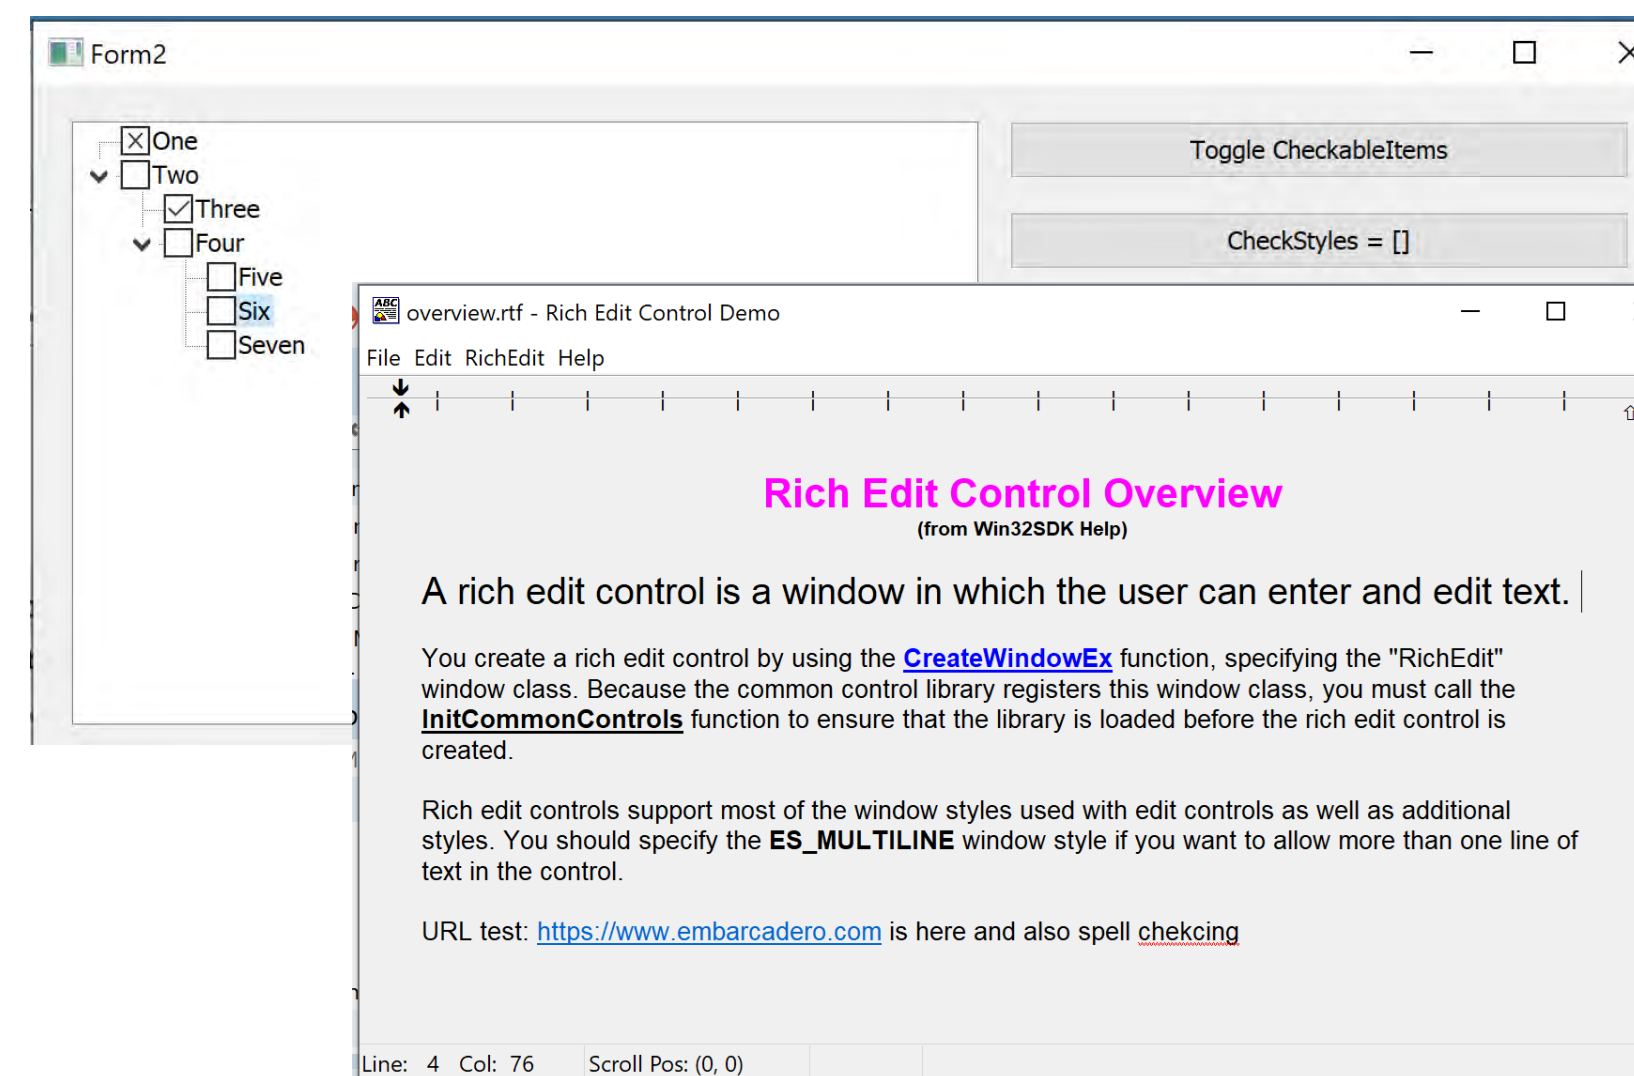 Form2
One
Two
Three
Four
Five
Six
Seven
Toggle CheckableItems
CheckStyles = []
ABC
overview.rtf - Rich Edit Control Demo
File Edit RichEdit Help
Rich Edit Control Overview
(from Win32SDK Help)
A rich edit control is a window in which the user can enter and edit text.
You create a rich edit control by using the CreateWindowEx function, specifying the "RichEdit"
window class. Because the common control library registers this window class, you must call the
InitCommonControls function to ensure that the library is loaded before the rich edit control is
created.
Rich edit controls support most of the window styles used with edit controls as well as additional
styles. You should specify the ES_MULTILINE window style if you want to allow more than one line of
text in the control.
URL test: https://www.embarcadero.com is here and also spell chekcing
Line: 4 Col: 76 Scroll Pos: (0, 0)